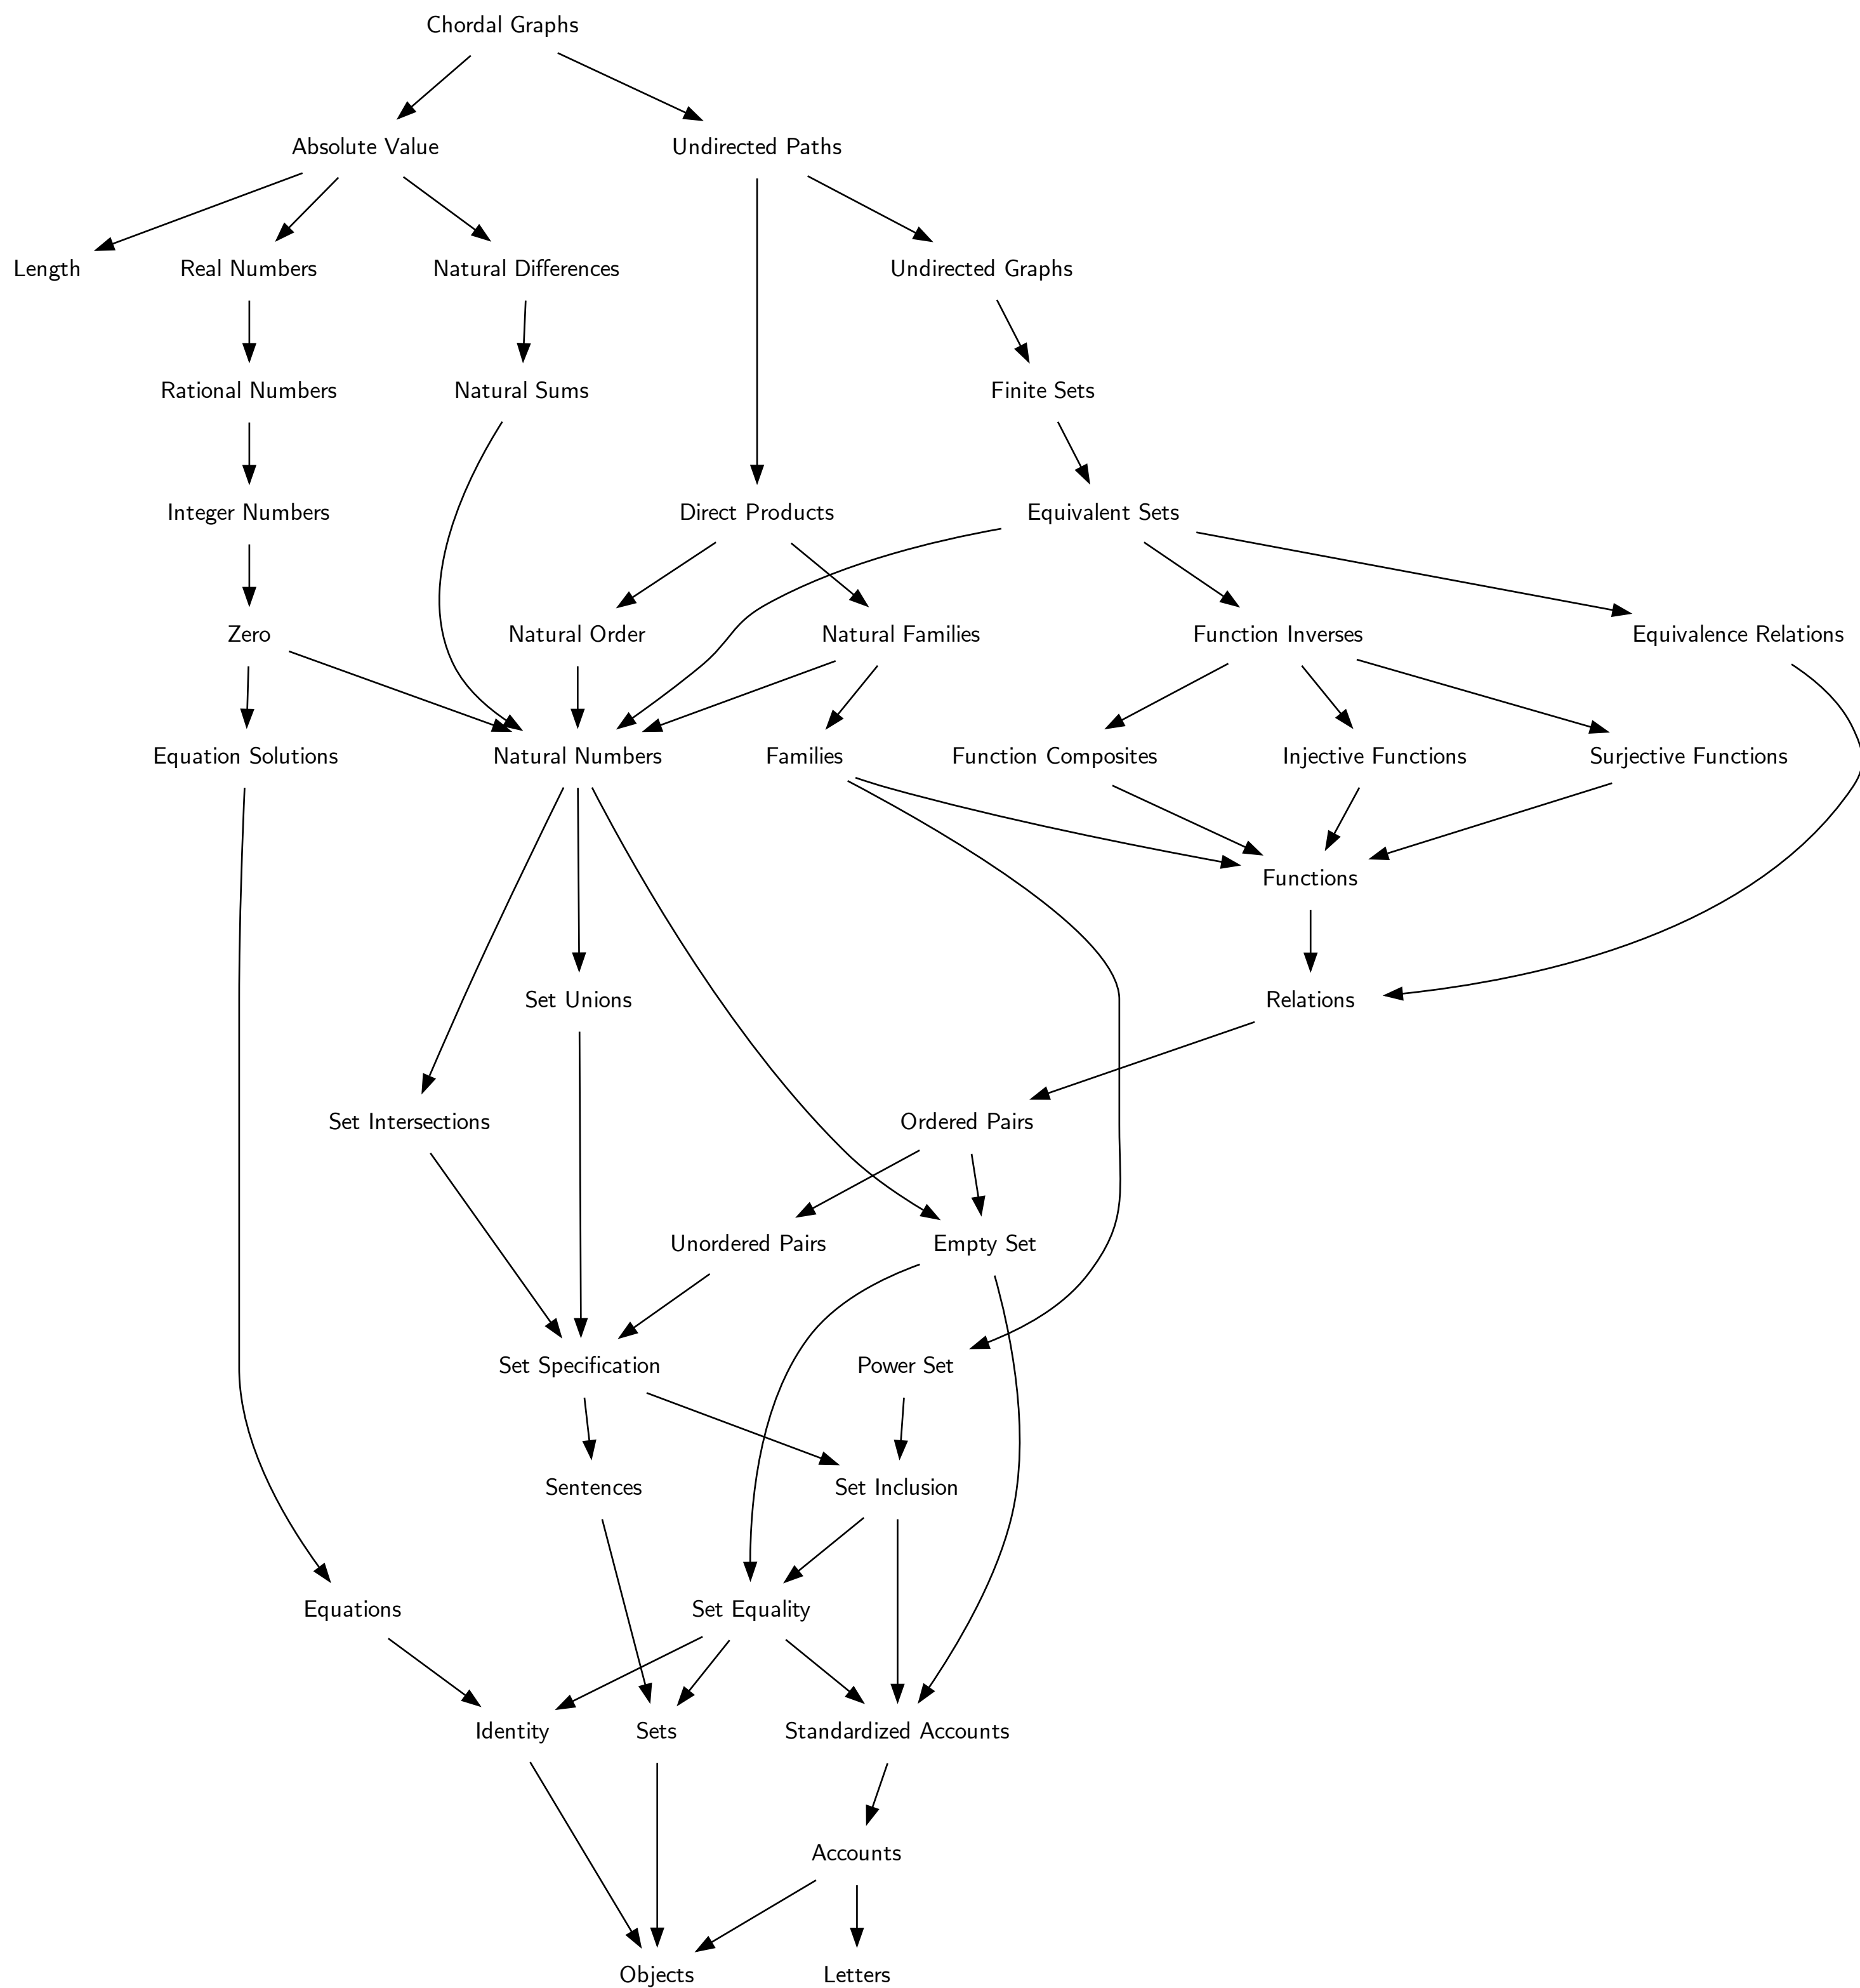 Chordal Graphs
Absolute Value
Undirected Paths
Length
Real Numbers
Natural Differences
Undirected Graphs
Rational Numbers
Natural Sums
Finite Sets
Integer Numbers
Direct Products
Equivalent Sets
Zero
Natural Order
Natural Families
Function Inverses
Equivalence Relations
Equation Solutions
Natural Numbers
Families
Function Composites
Injective Functions
Surjective Functions
Functions
Set Unions
Relations
Set Intersections
Ordered Pairs
Unordered Pairs
Empty Set
Set Specification
Power Set
Sentences
Set Inclusion
Equations
Set Equality
Identity
Sets
Standardized Accounts
Accounts
Objects
Letters